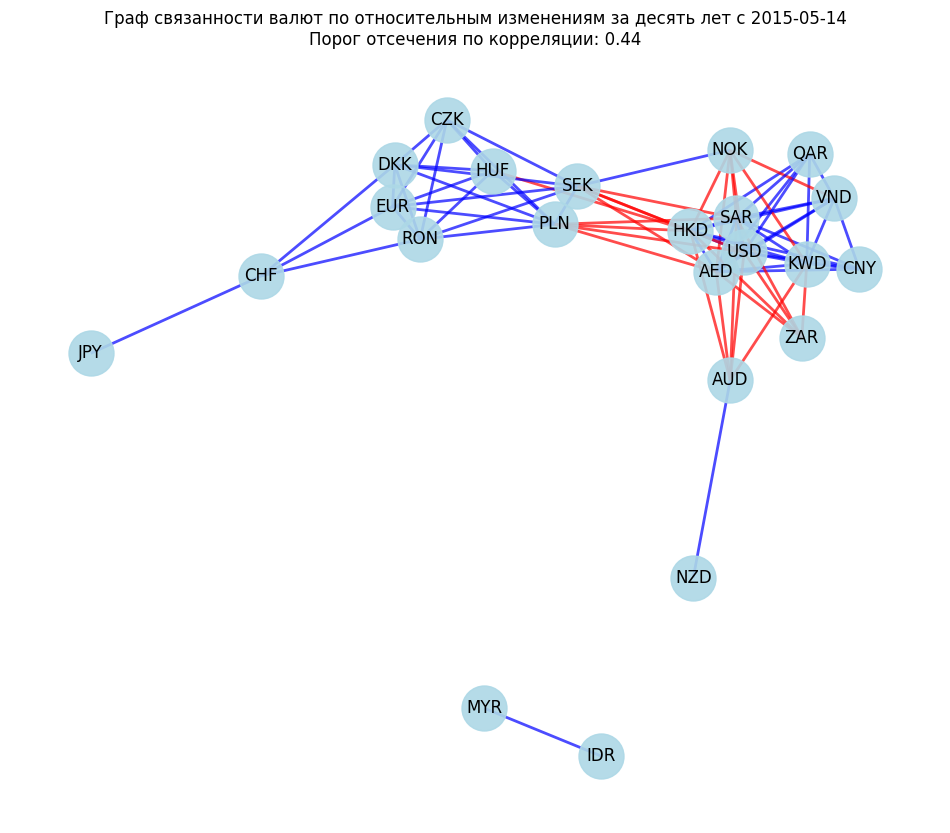 Граф связанности валют по относительным изменениям за десять лет с 2015-05-14
Порог отсечения по корреляции: 0.44
CZK
NOK
QAR
DKK
HUF
SEK
VND
EUR
SAR
PLN
HKD
RON
USD
KWD
CNY
AED
CHF
ZAR
JPY
AUD
NZD
MYR
IDR